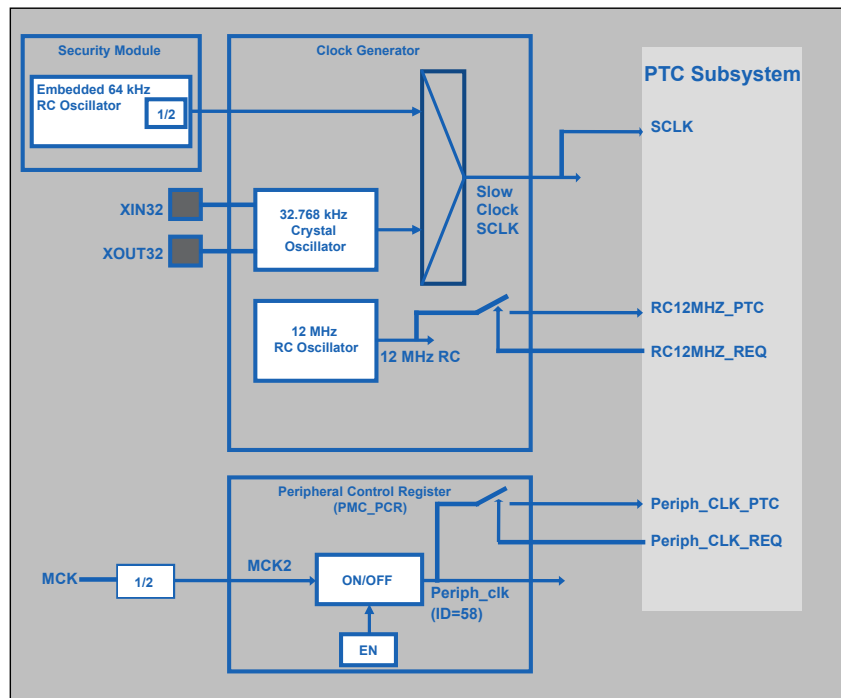 Security Module
Embedded 64 kHz
RC Oscillator
1/2
Clock Generator
PTC Subsystem
SCLK
XIN32
XOUT32
32.768 kHz
Crystal
Oscillator
Slow
Clock
SCLK
12 MHz
RC Oscillator
12 MHz RC
RC12MHZ_PTC
RC12MHZ_REQ
Peripheral Control Register
(PMC_PCR)
Periph_CLK_PTC
Periph_CLK_REQ
MCK
1/2
MCK2
ON/OFF
Periph_clk
(ID=58)
EN